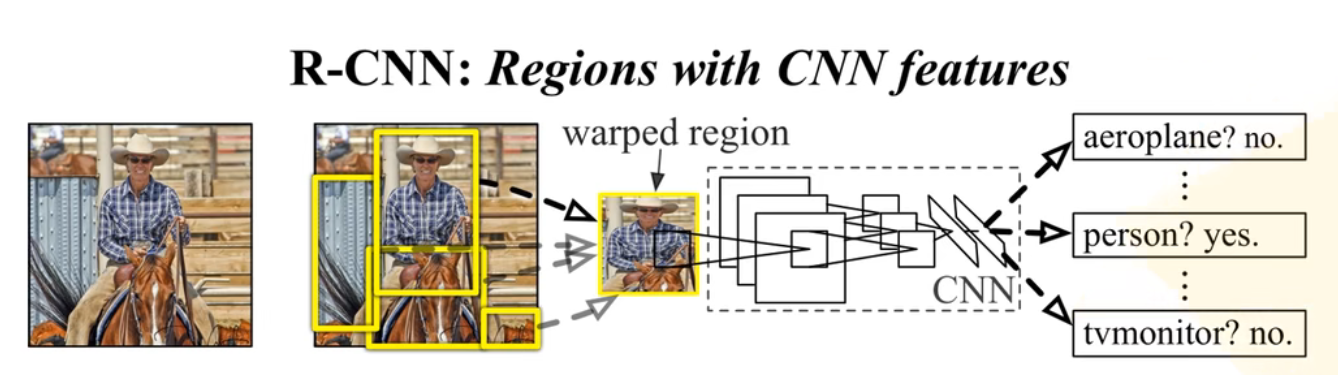 R-CNN: Regions with CNN features
warped region
aeroplane? no.
person? yes.
tvmonitor? no.
CNN